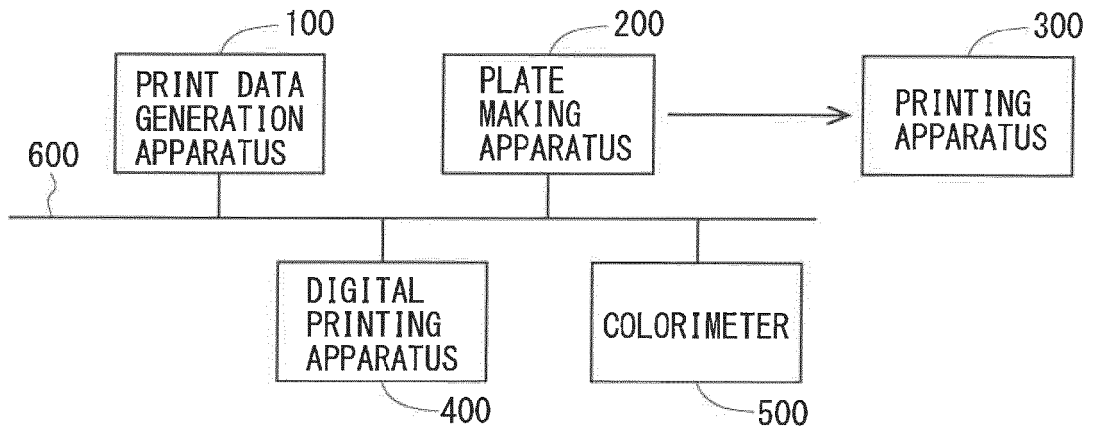 100
200
300
PRINT DATA
GENERATION
APPARATUS
PLATE
MAKING
APPARATUS
PRINTING
APPARATUS
600
DIGITAL
PRINTING
APPARATUS
COLORIMETER
400
500